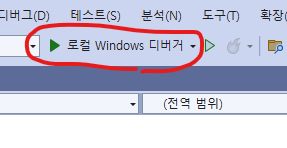 디버그(D) 테스트(S) 분석(N) 도구(T) 확장(
로컬 Windows 디버거
(전역 범위)